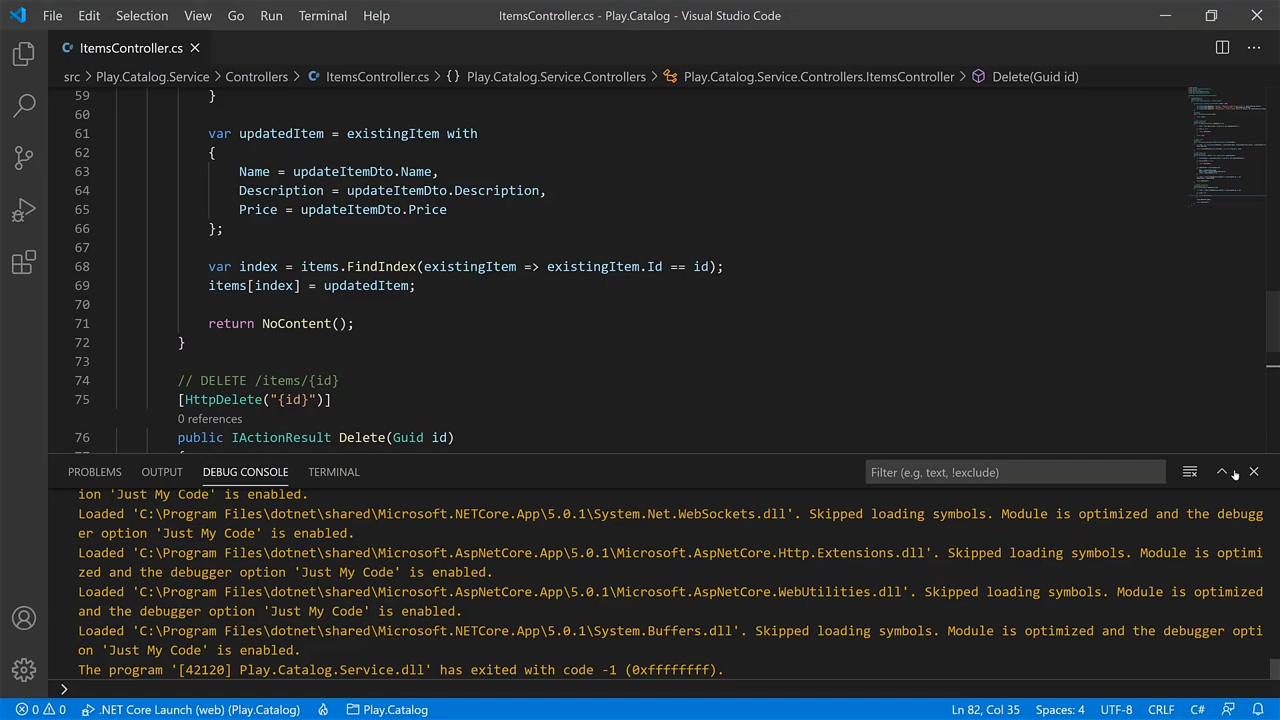 File Edit Selection View Go Run Terminal Help ItemsController.cs - Play.Catalog - Visual Studio Code
ItemsController.cs
src Play.Catalog.Service Controllers ItemsController.cs {} Play.Catalog.Service.Controllers Play.Catalog.Service.Controllers.ItemsController Delete(Guid id)
59 }
60
61 var updatedItem = existingItem with
62 {
63 Name = updateItemDto.Name,
64 Description = updateItemDto.Description,
65 Price = updateItemDto.Price
66 };
67
68 var index = items.FindIndex(existingItem => existingItem.Id == id);
69 items[index] = updatedItem;
70
71 return NoContent();
72 }
73
74 // DELETE /items/{id}
75 [HttpDelete("{id}")]
0 references
76 public IActionResult Delete(Guid id)
PROBLEMS OUTPUT DEBUG CONSOLE TERMINAL Filter (e.g. text, !exclude)
ion 'Just My Code' is enabled.
Loaded 'C:\Program Files\dotnet\shared\Microsoft.NETCore.App\5.0.1\System.Net.WebSockets.dll'. Skipped loading symbols. Module is optimized and the debugg
er option 'Just My Code' is enabled.
Loaded 'C:\Program Files\dotnet\shared\Microsoft.AspNetCore.App\5.0.1\Microsoft.AspNetCore.Http.Extensions.dll'. Skipped loading symbols. Module is optimi
zed and the debugger option 'Just My Code' is enabled.
Loaded 'C:\Program Files\dotnet\shared\Microsoft.AspNetCore.App\5.0.1\Microsoft.AspNetCore.WebUtilities.dll'. Skipped loading symbols. Module is optimized
and the debugger option 'Just My Code' is enabled.
Loaded 'C:\Program Files\dotnet\shared\Microsoft.NETCore.App\5.0.1\System.Buffers.dll'. Skipped loading symbols. Module is optimized and the debugger opti
on 'Just My Code' is enabled.
The program '[42120] Play.Catalog.Service.dll' has exited with code -1 (0xffffffff).
0 0 .NET Core Launch (web) (Play.Catalog) Play.Catalog Ln 82, Col 35 Spaces: 4 UTF-8 CRLF C#